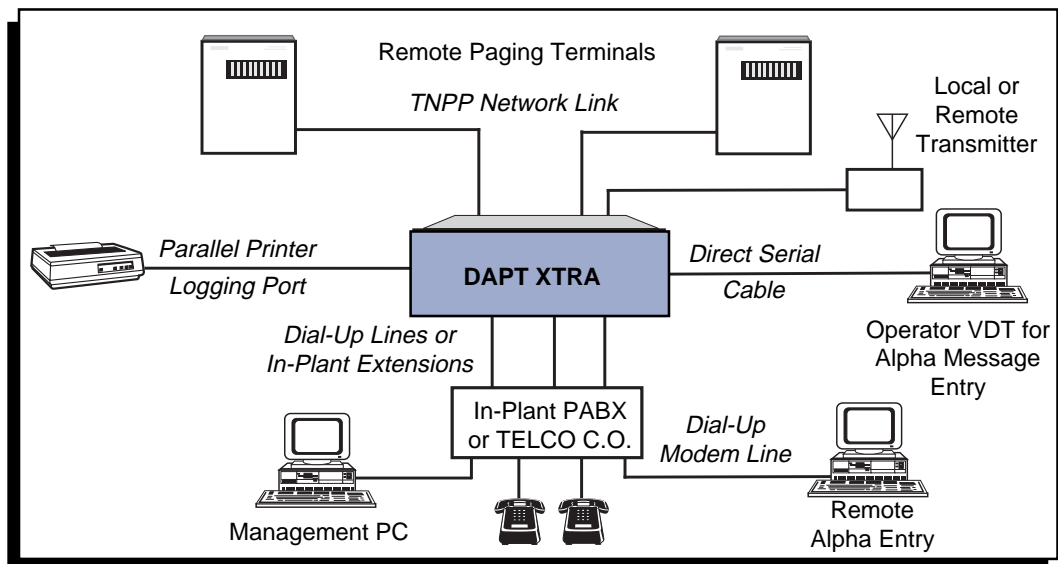 Remote Paging Terminals
TNPP Network Link
Local or
Remote
Transmitter
Parallel Printer
Logging Port
DAPT XTRA
Direct Serial
Cable
Dial-Up Lines or
In-Plant Extensions
Operator VDT for
Alpha Message
Entry
In-Plant PABX
or TELCO C.O.
Dial-Up
Modem Line
Management PC
Remote
Alpha Entry